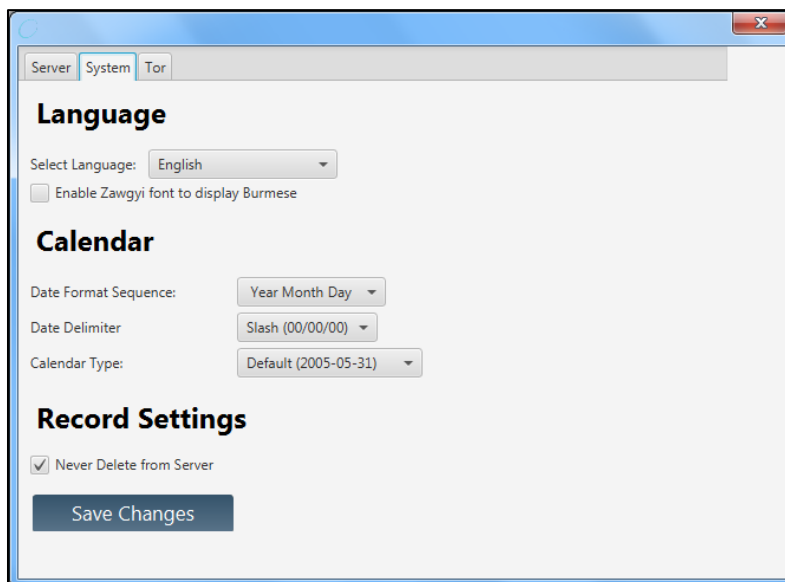 Server System Tor
Language
Select Language: English
Enable Zawgyi font to display Burmese
Calendar
Date Format Sequence: Year Month Day
Date Delimiter Slash (00/00/00)
Calendar Type: Default (2005-05-31)
Record Settings
Never Delete from Server
Save Changes